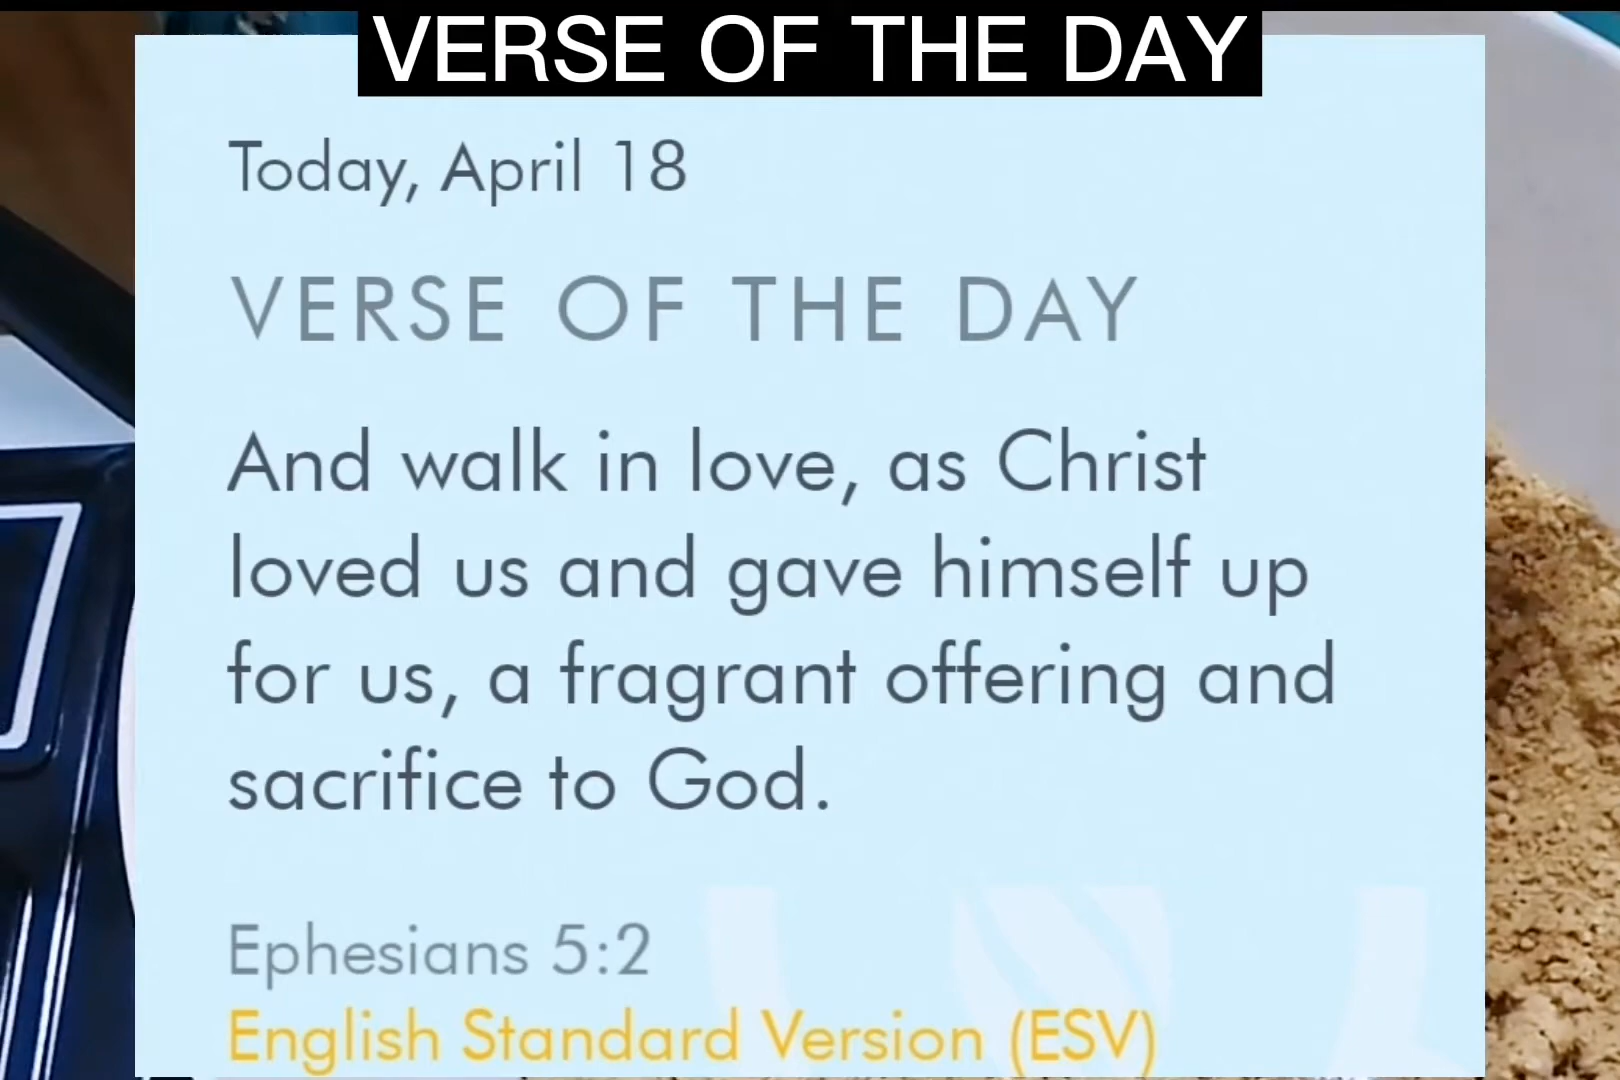 VERSE OF THE DAY
Today, April 18
VERSE OF THE DAY
And walk in love, as Christ
loved us and gave himself up
for us, a fragrant offering and
sacrifice to God.
Ephesians 5:2
English Standard Version (ESV)